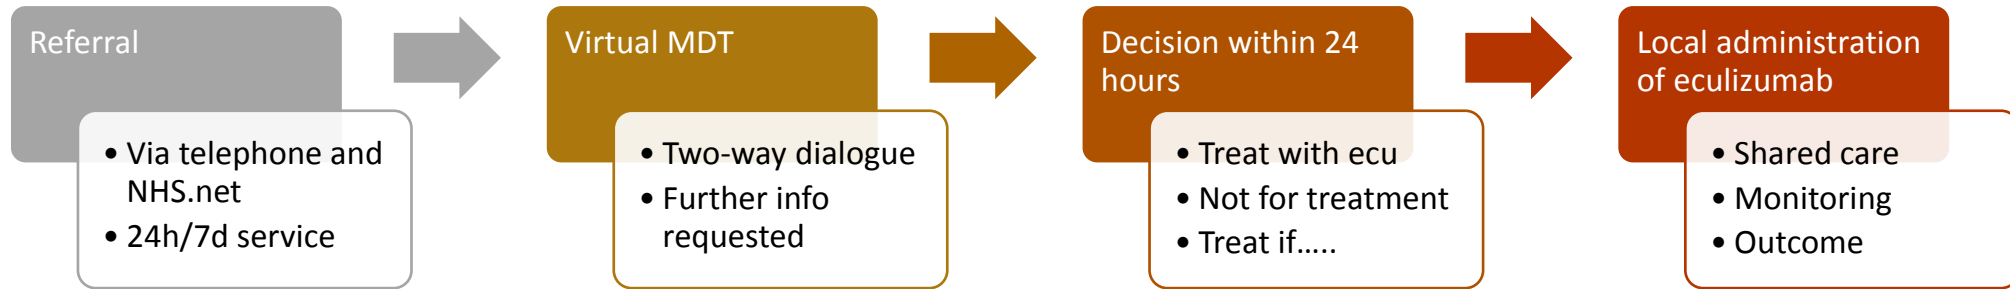 Referral
• Via telephone and
NHS.net
• 24h/7d service
Virtual MDT
• Two-way dialogue
• Further info
requested
Decision within 24
hours
• Treat with ecu
• Not for treatment
• Treat if…..
Local administration
of eculizumab
• Shared care
• Monitoring
• Outcome